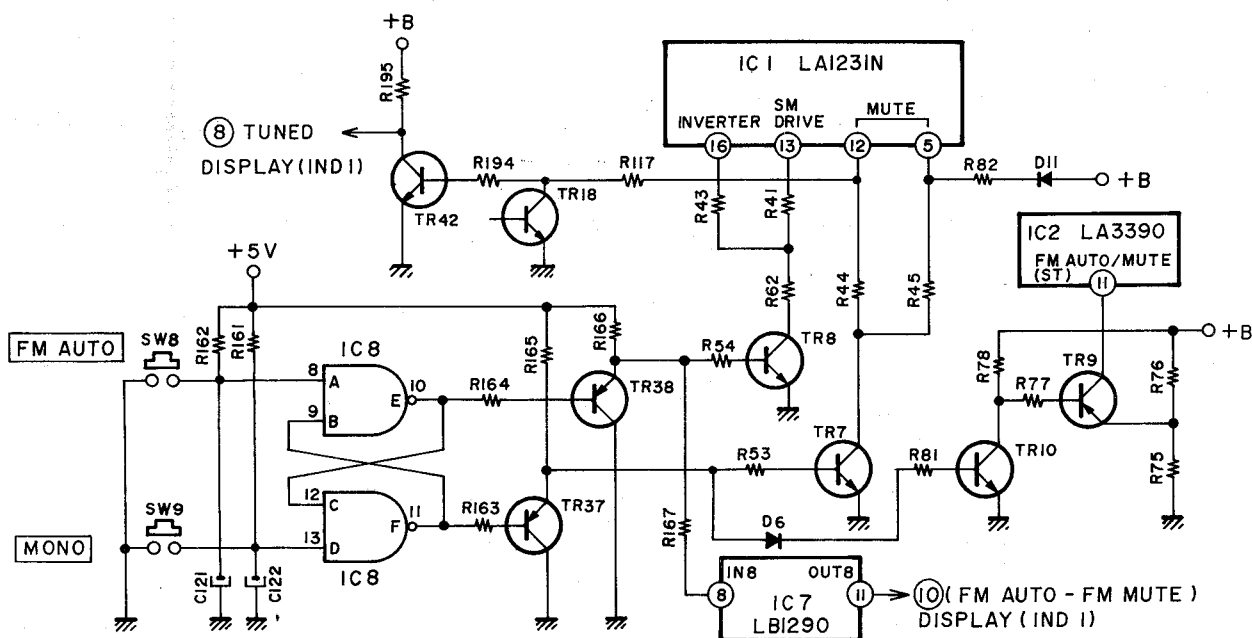 +B
R195
⑧ TUNED
DISPLAY (IND 1)
TR42
R194
TR18
R117
IC 1 LA1231N
INVERTER
SM
DRIVE
MUTE
16
13
12
5
R43
R41
R82
D11
+B
IC2 LA3390
FM AUTO/MUTE
(ST)
11
+5V
FM AUTO
SW8
R162
R161
IC8
8
A
9
B
E
10
R164
R165
R166
TR38
R54
R62
TR8
R44
R45
R78
R77
TR9
+B
R76
R75
TR10
R81
TR7
R53
D6
MONO
SW9
12
C
13
D
F
11
IC8
R163
TR37
R167
C121
C122
IN8
OUT8
8
11
IC7
LB1290
⑩ (FM AUTO - FM MUTE)
DISPLAY (IND 1)